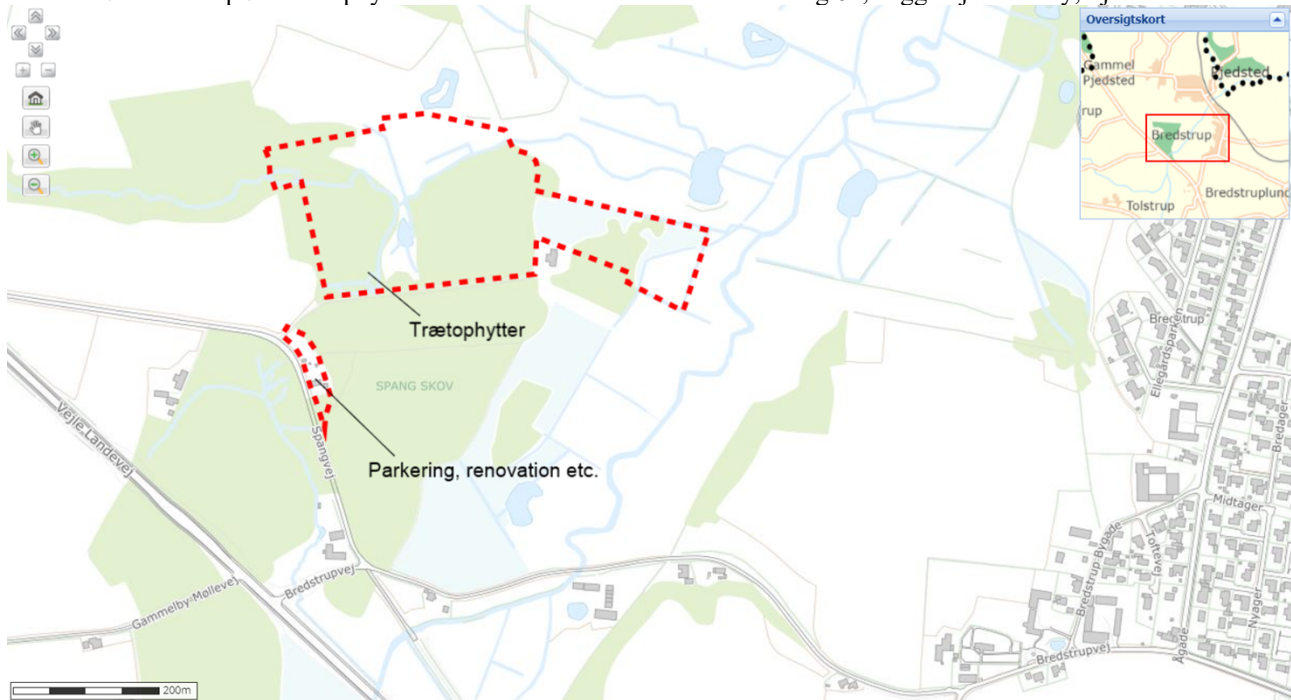 Oversigtskort
Gammel
Pjedsted
Pjedsted
rup
Bredstrup
Bredstruplund
Tolstrup
Trætophytter
SPANG SKOV
Parkering, renovation etc.
Vejle Landevej
Spangvej
Bredstrupvej
Gammelby-Møllevej
Bredstrup
Ellegårdsparken
Bredager
Midtager
Bredstrup Bygade
Toftevej
Nyager
Bredstrupvej
Ågade
200m